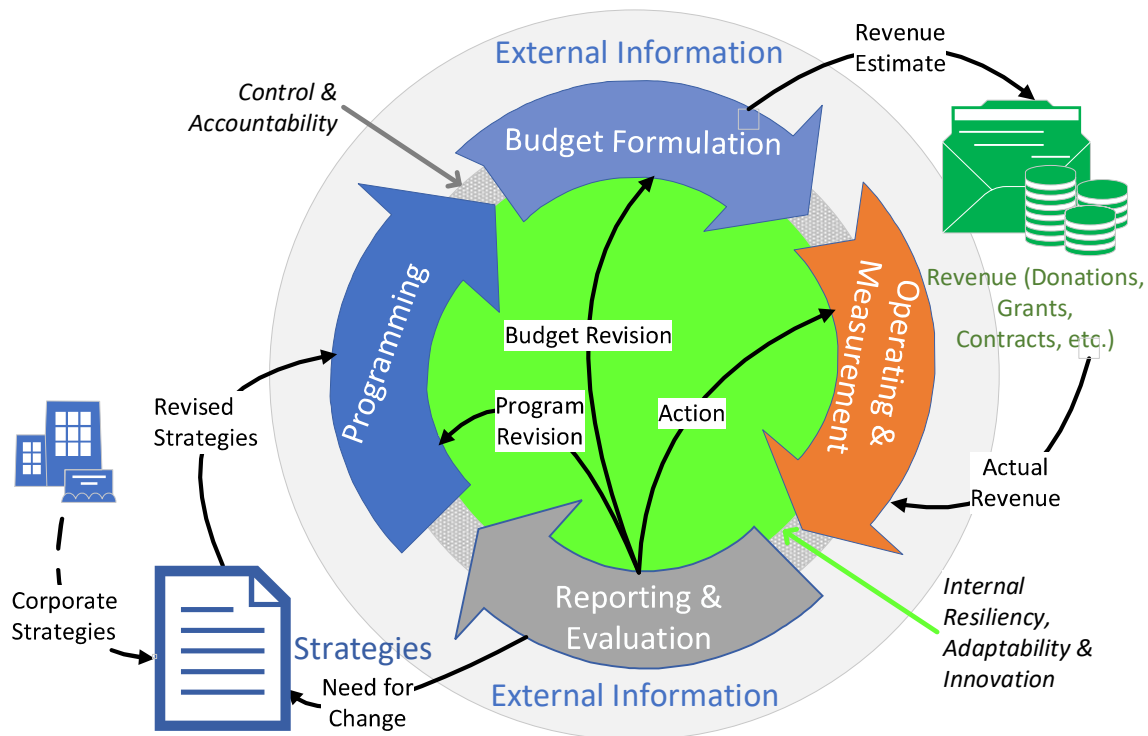 External Information
Revenue
Estimate
Control &
Accountability
Budget Formulation
Programming
Operating &
Measurement
Revenue (Donations,
Grants,
Contracts, etc.)
Budget Revision
Program
Revision
Action
Revised
Strategies
Actual
Revenue
Corporate
Strategies
Reporting &
Evaluation
Internal
Resiliency,
Adaptability &
Innovation
Strategies
Need for
Change
External Information